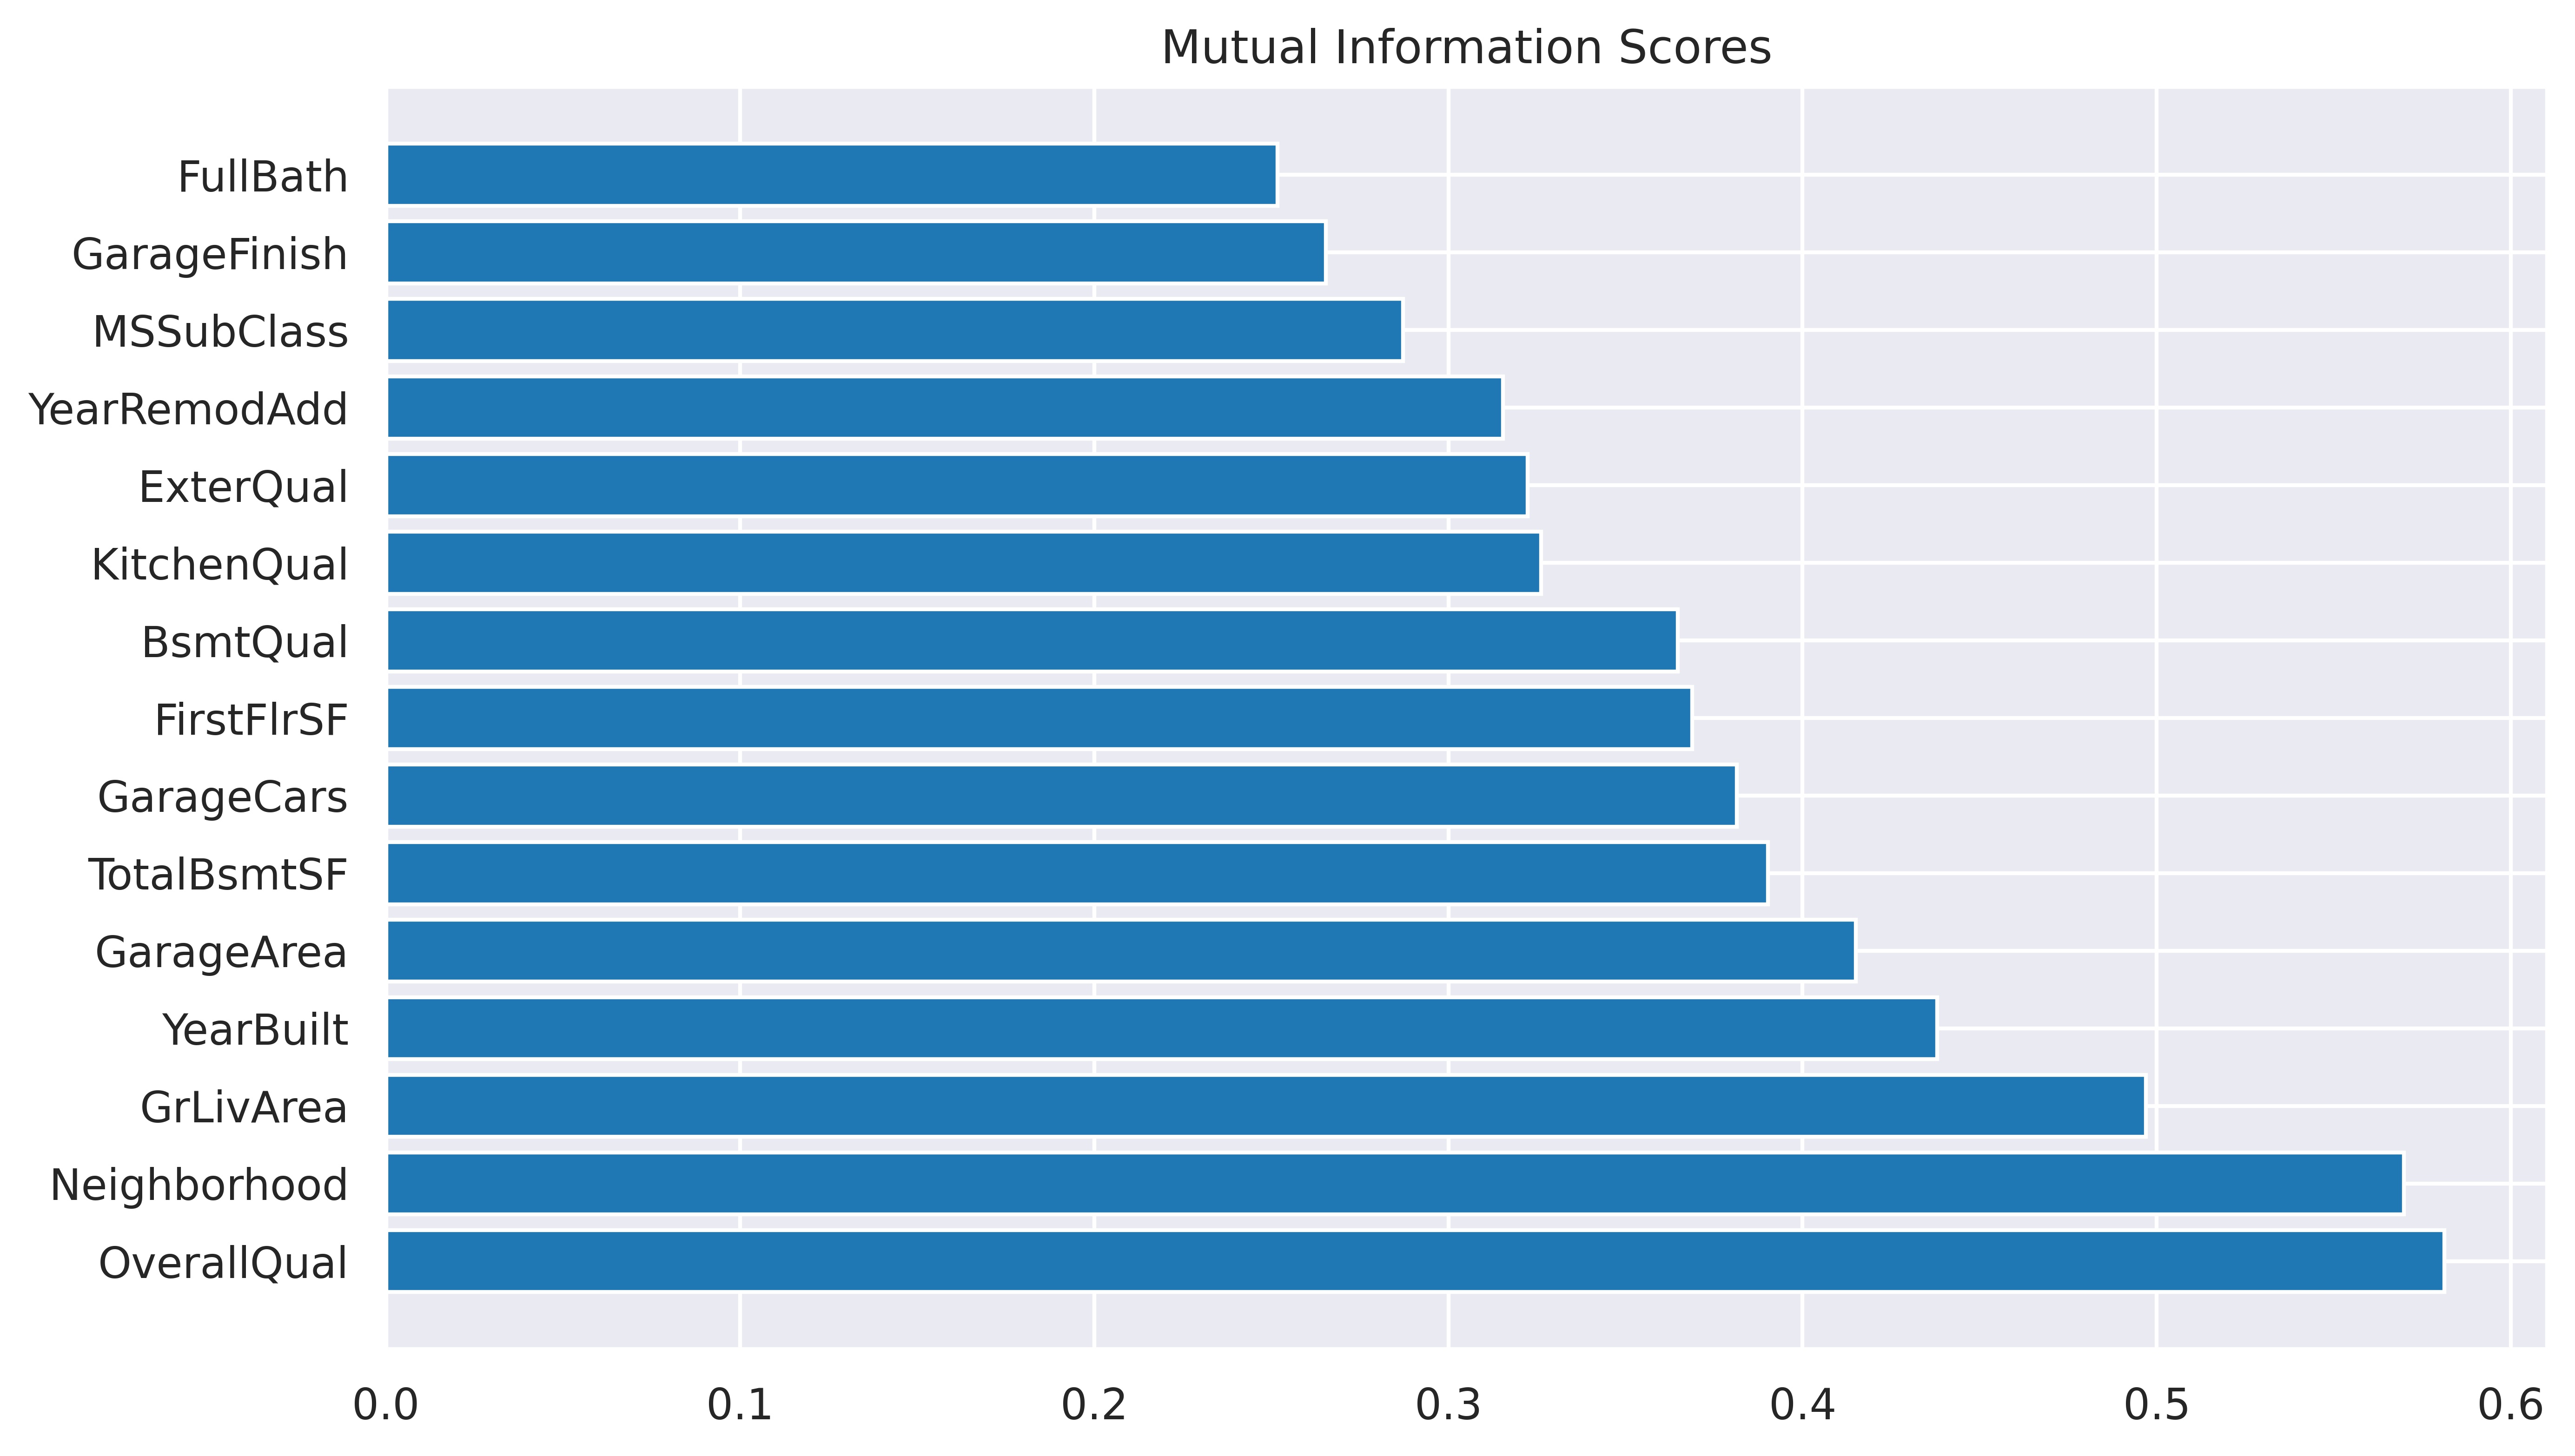 Mutual Information Scores
FullBath
GarageFinish
MSSubClass
YearRemodAdd
ExterQual
KitchenQual
BsmtQual
FirstFlrSF
GarageCars
TotalBsmtSF
GarageArea
YearBuilt
GrLivArea
Neighborhood
OverallQual
0.0 0.1 0.2 0.3 0.4 0.5 0.6